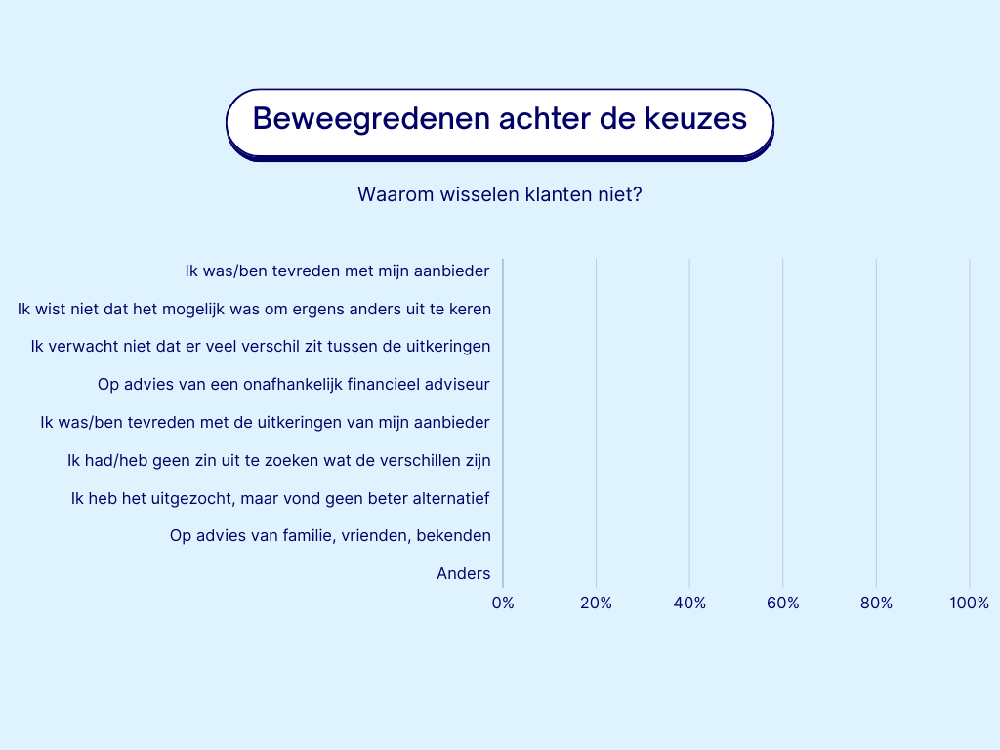 Beweegredenen achter de keuzes
Waarom wisselen klanten niet?
Ik was/ben tevreden met mijn aanbieder
Ik wist niet dat het mogelijk was om ergens anders uit te keren
Ik verwacht niet dat er veel verschil zit tussen de uitkeringen
Op advies van een onafhankelijk financieel adviseur
Ik was/ben tevreden met de uitkeringen van mijn aanbieder
Ik had/heb geen zin uit te zoeken wat de verschillen zijn
Ik heb het uitgezocht, maar vond geen beter alternatief
Op advies van familie, vrienden, bekenden
Anders
0% 20% 40% 60% 80% 100%